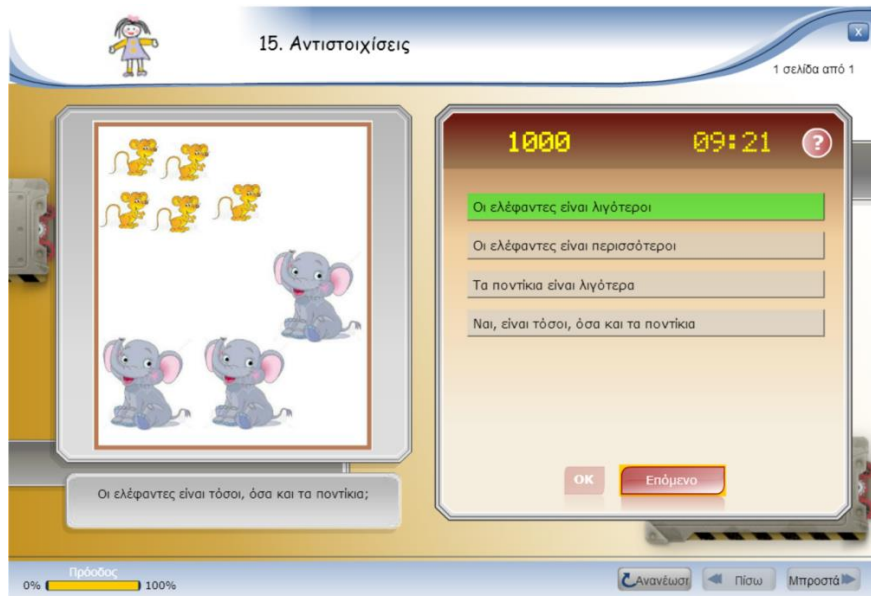 15. Αντιστοιχίσεις
X
1 σελίδα από 1
1000
09:21
?
Οι ελέφαντες είναι λιγότεροι
Οι ελέφαντες είναι περισσότεροι
Τα ποντίκια είναι λιγότερα
Ναι, είναι τόσοι, όσα και τα ποντίκια
OK
Επόμενο
Οι ελέφαντες είναι τόσοι, όσα και τα ποντίκια;
Πρόοδος
0%
100%
Ανανέωση
Πίσω
Μπροστά